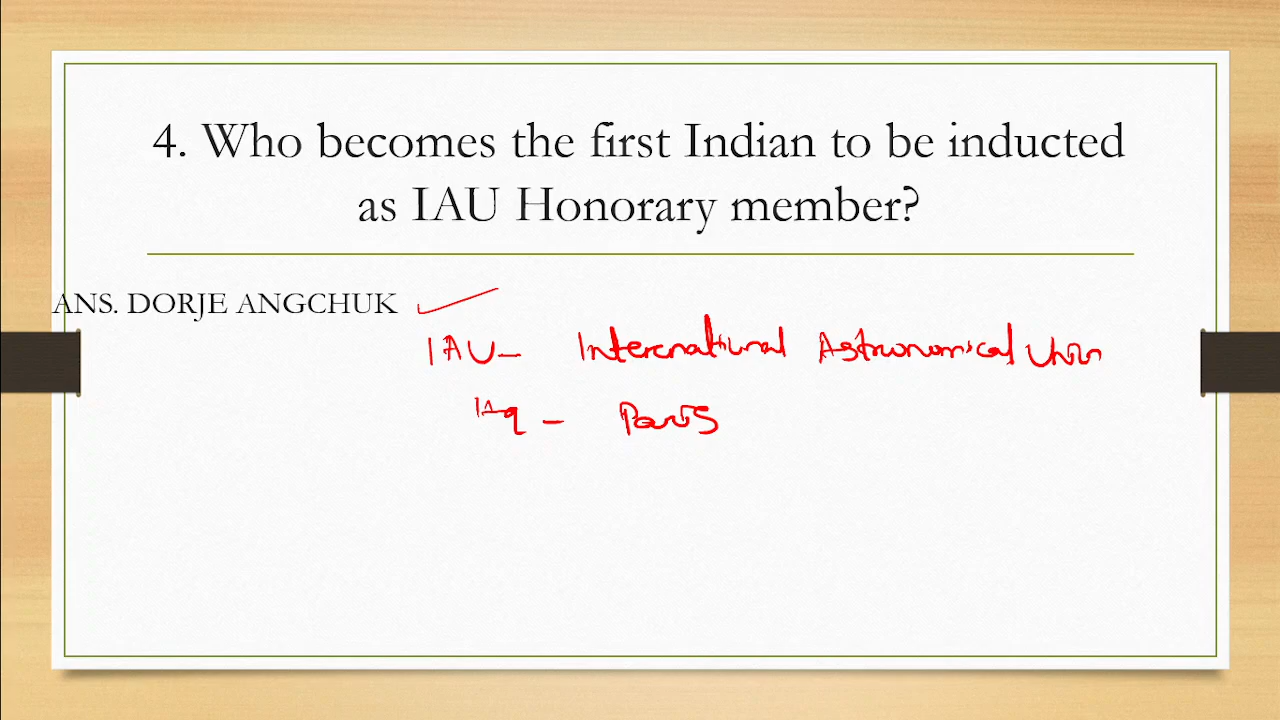 4. Who becomes the first Indian to be inducted
as IAU Honorary member?
ANS. DORJE ANGCHUK
IAU - International Astronomical Union
Hq - Paris